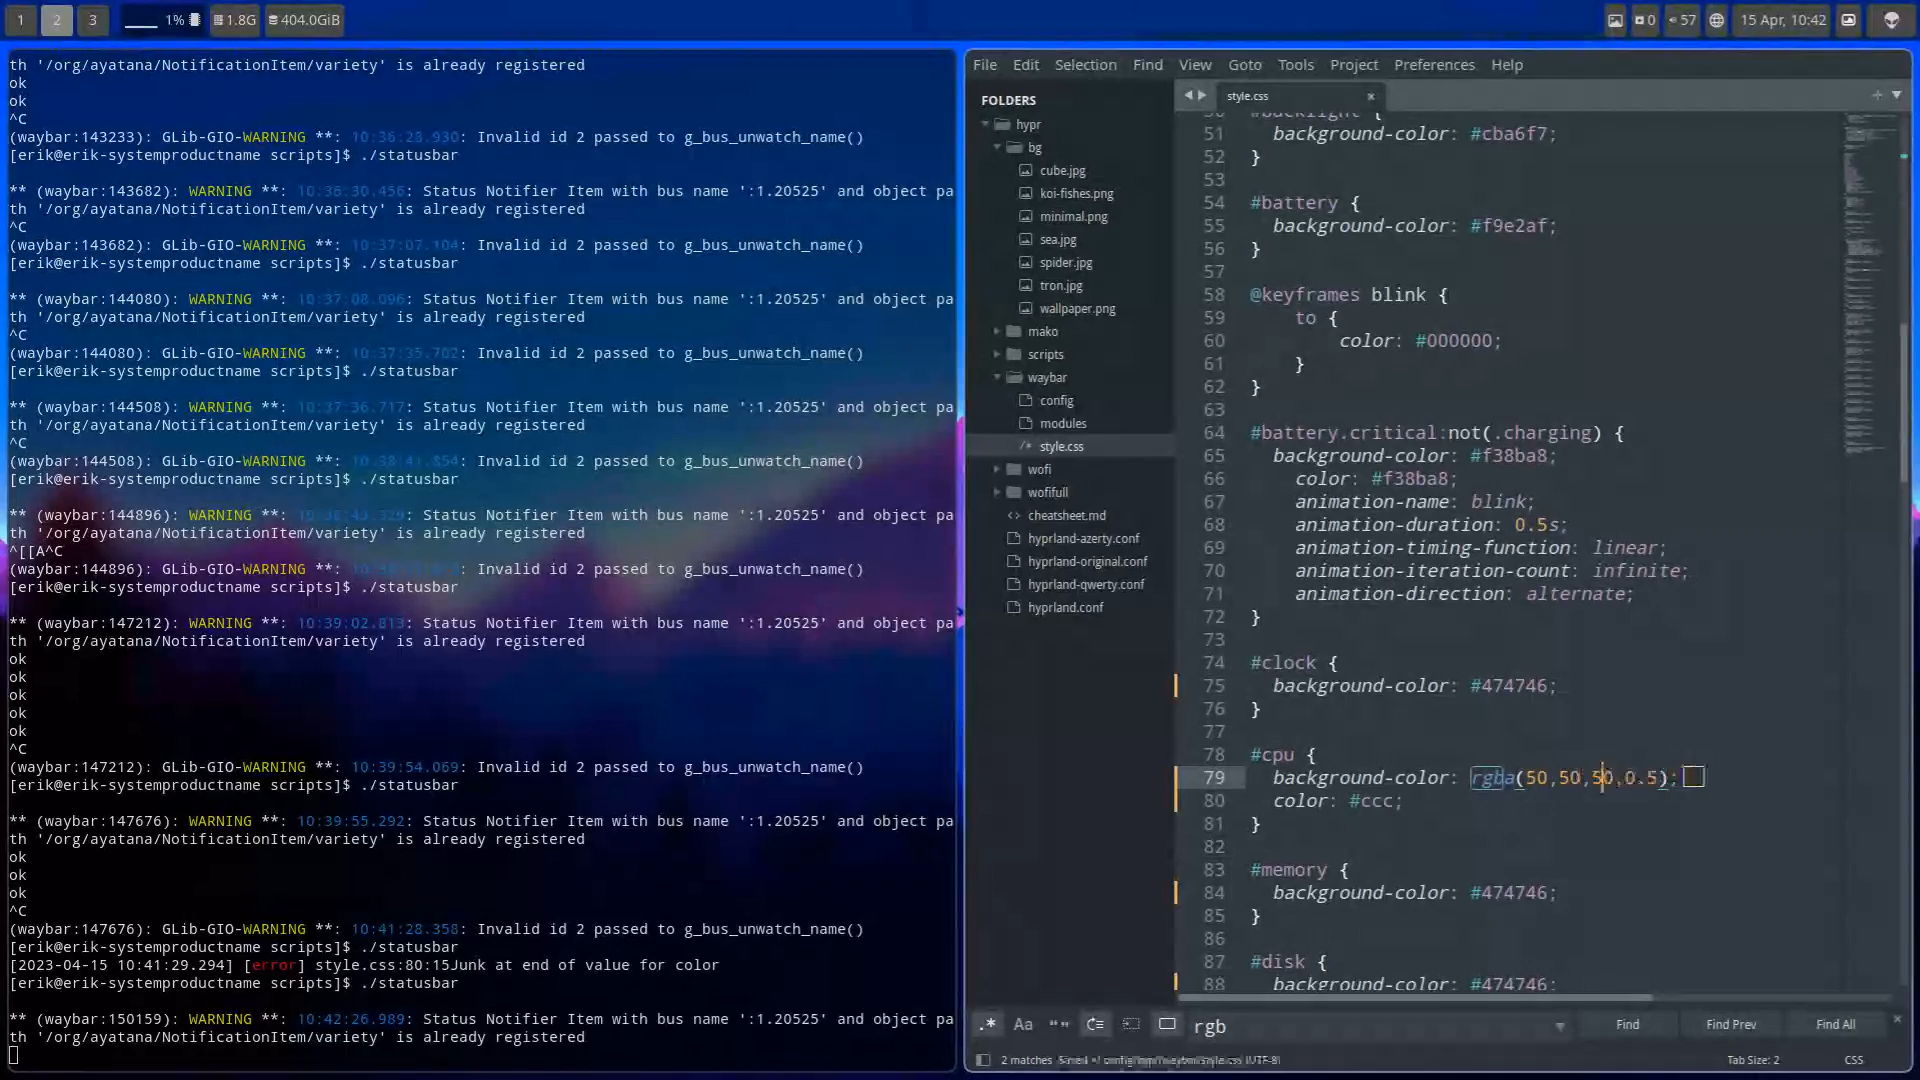 1 2 3 1% 1.8G 404.0GiB 0 57 15 Apr, 10:42
th '/org/ayatana/NotificationItem/variety' is already registered
ok
ok
^C
(waybar:143233): GLib-GIO-WARNING **: 10:36:28.930: Invalid id 2 passed to g_bus_unwatch_name()
[erik@erik-systemproductname scripts]$ ./statusbar
** (waybar:143682): WARNING **: 10:36:30.456: Status Notifier Item with bus name ':1.20525' and object pa
th '/org/ayatana/NotificationItem/variety' is already registered
^C
(waybar:143682): GLib-GIO-WARNING **: 10:37:07.104: Invalid id 2 passed to g_bus_unwatch_name()
[erik@erik-systemproductname scripts]$ ./statusbar
** (waybar:144080): WARNING **: 10:37:08.096: Status Notifier Item with bus name ':1.20525' and object pa
th '/org/ayatana/NotificationItem/variety' is already registered
^C
(waybar:144080): GLib-GIO-WARNING **: 10:37:35.702: Invalid id 2 passed to g_bus_unwatch_name()
[erik@erik-systemproductname scripts]$ ./statusbar
** (waybar:144508): WARNING **: 10:37:36.717: Status Notifier Item with bus name ':1.20525' and object pa
th '/org/ayatana/NotificationItem/variety' is already registered
^C
(waybar:144508): GLib-GIO-WARNING **: 10:38:41.854: Invalid id 2 passed to g_bus_unwatch_name()
[erik@erik-systemproductname scripts]$ ./statusbar
** (waybar:144896): WARNING **: Status Notifier Item with bus name ':1.20525' and object pa
th '/org/ayatana/NotificationItem/variety' is already registered
^[[A^C
(waybar:144896): GLib-GIO-WARNING **: Invalid id 2 passed to g_bus_unwatch_name()
[erik@erik-systemproductname scripts]$ ./statusbar
** (waybar:147212): WARNING **: 10:39:02.813: Status Notifier Item with bus name ':1.20525' and object pa
th '/org/ayatana/NotificationItem/variety' is already registered
ok
ok
ok
ok
ok
^C
(waybar:147212): GLib-GIO-WARNING **: 10:39:54.069: Invalid id 2 passed to g_bus_unwatch_name()
[erik@erik-systemproductname scripts]$ ./statusbar
** (waybar:147676): WARNING **: 10:39:55.292: Status Notifier Item with bus name ':1.20525' and object pa
th '/org/ayatana/NotificationItem/variety' is already registered
ok
ok
ok
^C
(waybar:147676): GLib-GIO-WARNING **: 10:41:28.358: Invalid id 2 passed to g_bus_unwatch_name()
[erik@erik-systemproductname scripts]$ ./statusbar
[2023-04-15 10:41:29.294] [error] style.css:80:15Junk at end of value for color
[erik@erik-systemproductname scripts]$ ./statusbar
** (waybar:150159): WARNING **: 10:42:26.989: Status Notifier Item with bus name ':1.20525' and object pa
th '/org/ayatana/NotificationItem/variety' is already registered
File Edit Selection Find View Goto Tools Project Preferences Help
FOLDERS
hypr
bg
cube.jpg
koi-fishes.png
minimal.png
sea.jpg
spider.jpg
tron.jpg
wallpaper.png
mako
scripts
waybar
config
modules
/* style.css
wofi
wofifull
<> cheatsheet.md
hyprland-azerty.conf
hyprland-original.conf
hyprland-qwerty.conf
hyprland.conf
style.css ×
50 #backlight {
51 background-color: #cba6f7;
52 }
53
54 #battery {
55 background-color: #f9e2af;
56 }
57
58 @keyframes blink {
59 to {
60 color: #000000;
61 }
62 }
63
64 #battery.critical:not(.charging) {
65 background-color: #f38ba8;
66 color: #f38ba8;
67 animation-name: blink;
68 animation-duration: 0.5s;
69 animation-timing-function: linear;
70 animation-iteration-count: infinite;
71 animation-direction: alternate;
72 }
73
74 #clock {
75 background-color: #474746;
76 }
77
78 #cpu {
79 background-color: rgba(50,50,50,0.5);
80 color: #ccc;
81 }
82
83 #memory {
84 background-color: #474746;
85 }
86
87 #disk {
88 background-color: #474746;
.* Aa “” rgb Find Find Prev Find All ×
2 matches Tab Size: 2 CSS